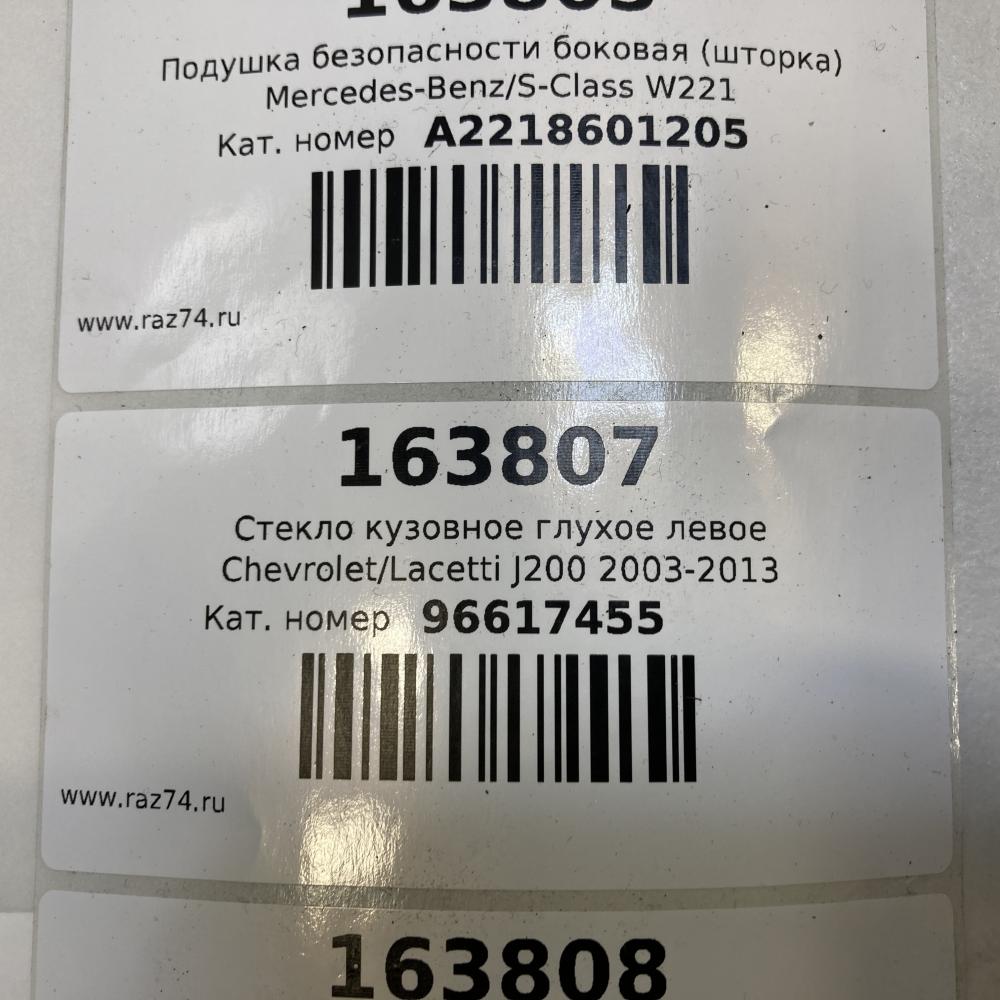 Подушка безопасности боковая (шторка)
Mercedes-Benz/S-Class W221
Кат. номер A2218601205
www.raz74.ru
163807
Стекло кузовное глухое левое
Chevrolet/Lacetti J200 2003-2013
Кат. номер 96617455
www.raz74.ru
163808